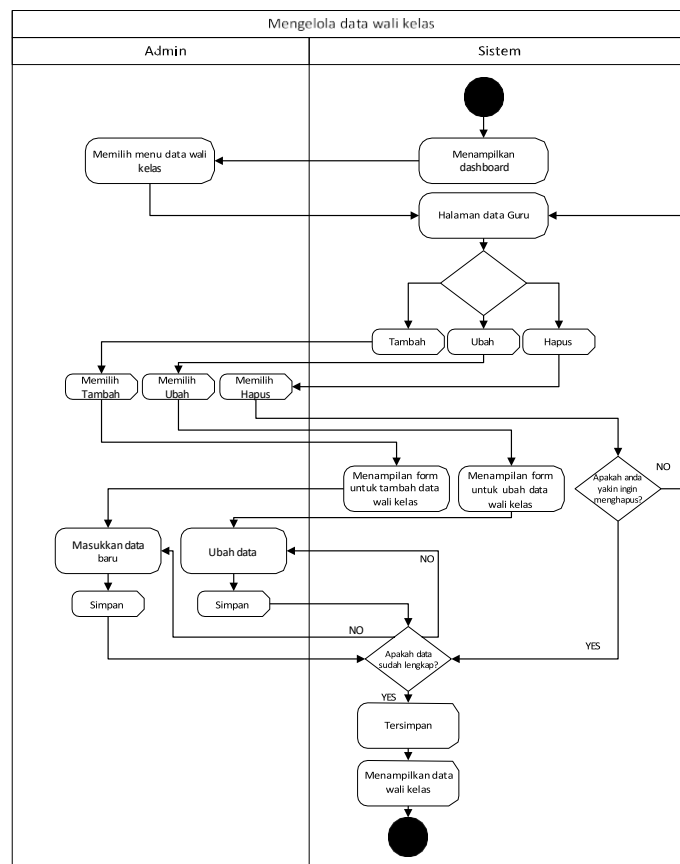 Mengelola data wali kelas
Admin
Sistem
Memilih menu data wali
kelas
Menampilkan
dashboard
Halaman data Guru
Tambah
Ubah
Hapus
Memilih
Tambah
Memilih
Ubah
Memilih
Hapus
Menampilan form
untuk tambah data
wali kelas
Menampilan form
untuk ubah data
wali kelas
Apakah anda
yakin ingin
menghapus?
NO
Masukkan data
baru
Ubah data
NO
Simpan
Simpan
NO
Apakah data
sudah lengkap?
YES
YES
Tersimpan
Menampilkan data
wali kelas